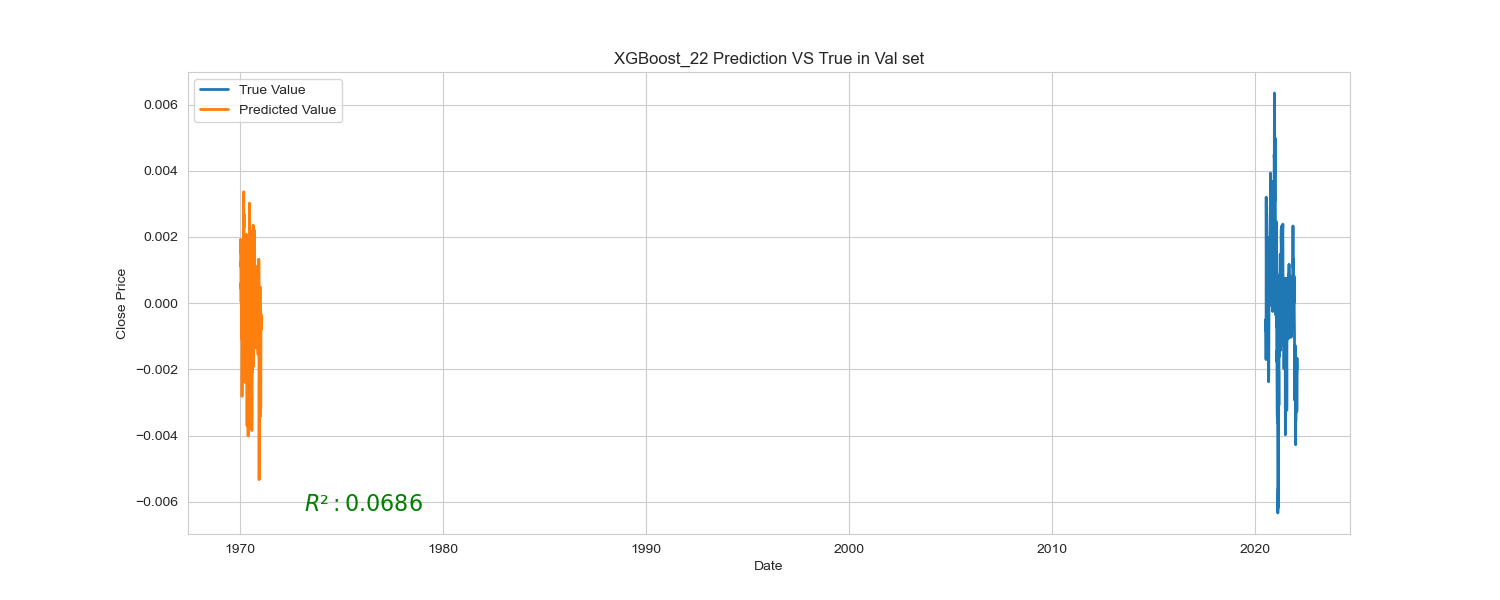 XGBoost_22 Prediction VS True in Val set
True Value
Predicted Value
0.006
0.004
0.002
0.000
−0.002
−0.004
−0.006
Close Price
R² : 0.0686
1970 1980 1990 2000 2010 2020
Date